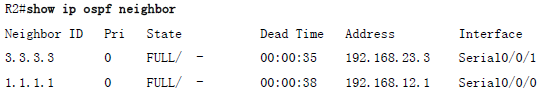 R2#show ip ospf neighbor
Neighbor ID Pri State Dead Time Address Interface
3.3.3.3 0 FULL/ - 00:00:35 192.168.23.3 Serial0/0/1
1.1.1.1 0 FULL/ - 00:00:38 192.168.12.1 Serial0/0/0